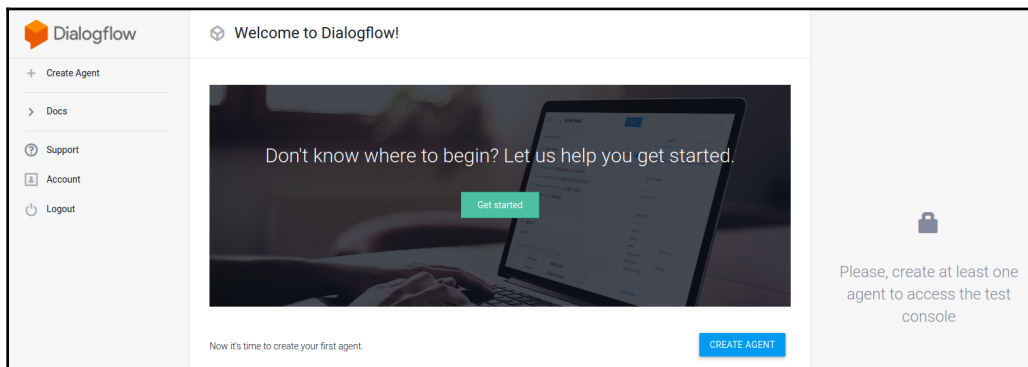 Dialogflow
Welcome to Dialogflow!
Create Agent
Docs
Support
Account
Logout
Don't know where to begin? Let us help you get started.
Get started
Now it's time to create your first agent.
CREATE AGENT
Please, create at least one
agent to access the test
console